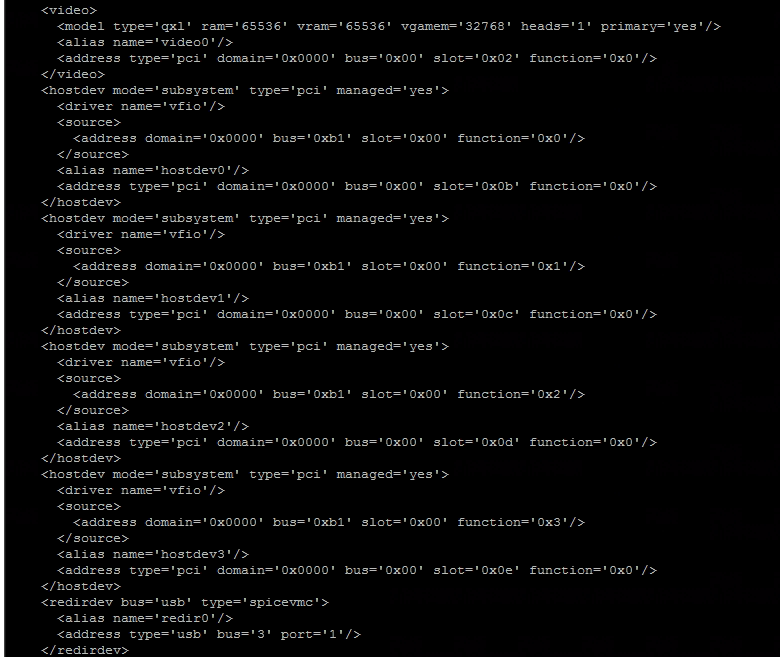 <video>
<model type='qxl' ram='65536' vram='65536' vgamem='32768' heads='1' primary='yes'/>
<alias name='video0'/>
<address type='pci' domain='0x0000' bus='0x00' slot='0x02' function='0x0'/>
</video>
<hostdev mode='subsystem' type='pci' managed='yes'>
<driver name='vfio'/>
<source>
<address domain='0x0000' bus='0xb1' slot='0x00' function='0x0'/>
</source>
<alias name='hostdev0'/>
<address type='pci' domain='0x0000' bus='0x00' slot='0x0b' function='0x0'/>
</hostdev>
<hostdev mode='subsystem' type='pci' managed='yes'>
<driver name='vfio'/>
<source>
<address domain='0x0000' bus='0xb1' slot='0x00' function='0x1'/>
</source>
<alias name='hostdev1'/>
<address type='pci' domain='0x0000' bus='0x00' slot='0x0c' function='0x0'/>
</hostdev>
<hostdev mode='subsystem' type='pci' managed='yes'>
<driver name='vfio'/>
<source>
<address domain='0x0000' bus='0xb1' slot='0x00' function='0x2'/>
</source>
<alias name='hostdev2'/>
<address type='pci' domain='0x0000' bus='0x00' slot='0x0d' function='0x0'/>
</hostdev>
<hostdev mode='subsystem' type='pci' managed='yes'>
<driver name='vfio'/>
<source>
<address domain='0x0000' bus='0xb1' slot='0x00' function='0x3'/>
</source>
<alias name='hostdev3'/>
<address type='pci' domain='0x0000' bus='0x00' slot='0x0e' function='0x0'/>
</hostdev>
<redirdev bus='usb' type='spicevmc'>
<alias name='redir0'/>
<address type='usb' bus='3' port='1'/>
</redirdev>